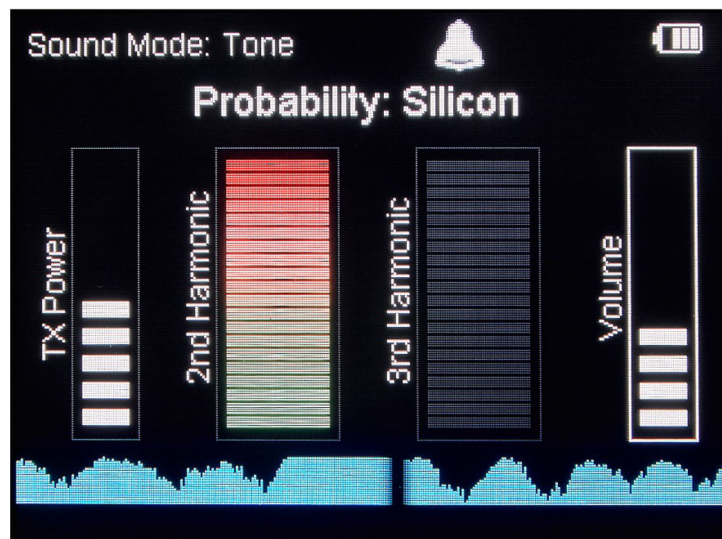 Sound Mode: Tone
Probability: Silicon
TX Power
2nd Harmonic
3rd Harmonic
Volume